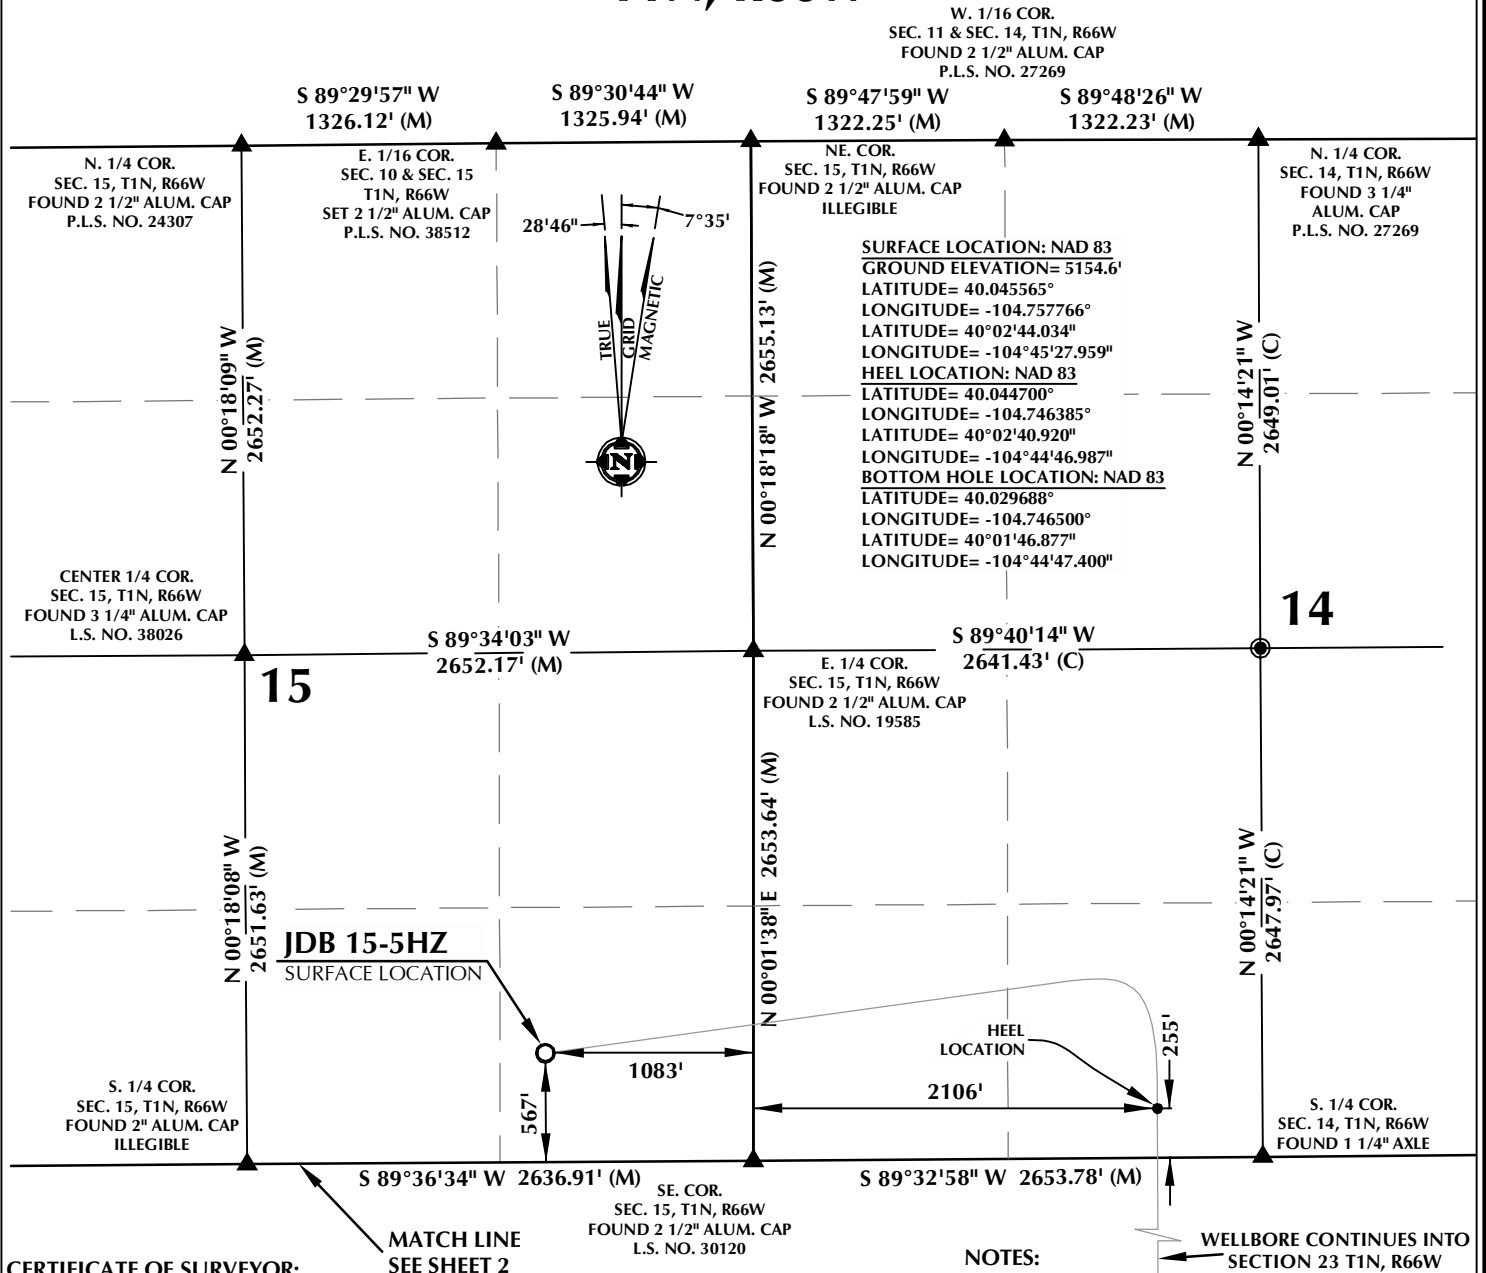 W. 1/16 COR.
SEC. 11 & SEC. 14, T1N, R66W
FOUND 2 1/2" ALUM. CAP
P.L.S. NO. 27269
S 89°29'57" W
1326.12' (M)
S 89°30'44" W
1325.94' (M)
S 89°47'59" W
1322.25' (M)
S 89°48'26" W
1322.23' (M)
N. 1/4 COR.
SEC. 15, T1N, R66W
FOUND 2 1/2" ALUM. CAP
P.L.S. NO. 24307
E. 1/16 COR.
SEC. 10 & SEC. 15
T1N, R66W
SET 2 1/2" ALUM. CAP
P.L.S. NO. 38512
NE. COR.
SEC. 15, T1N, R66W
FOUND 2 1/2" ALUM. CAP
ILLEGIBLE
N. 1/4 COR.
SEC. 14, T1N, R66W
FOUND 3 1/4"
ALUM. CAP
P.L.S. NO. 27269
28'46"
7°35'
TRUE
GRID
MAGNETIC
N
SURFACE LOCATION: NAD 83
GROUND ELEVATION= 5154.6'
LATITUDE= 40.045565°
LONGITUDE= -104.757766°
LATITUDE= 40°02'44.034"
LONGITUDE= -104°45'27.959"
HEEL LOCATION: NAD 83
LATITUDE= 40.044700°
LONGITUDE= -104.746385°
LATITUDE= 40°02'40.920"
LONGITUDE= -104°44'46.987"
BOTTOM HOLE LOCATION: NAD 83
LATITUDE= 40.029688°
LONGITUDE= -104.746500°
LATITUDE= 40°01'46.877"
LONGITUDE= -104°44'47.400"
N 00°18'09" W
2652.27' (M)
N 00°18'18" W 2655.13' (M)
N 00°14'21" W
2649.01' (C)
CENTER 1/4 COR.
SEC. 15, T1N, R66W
FOUND 3 1/4" ALUM. CAP
L.S. NO. 38026
15
S 89°34'03" W
2652.17' (M)
S 89°40'14" W
2641.43' (C)
14
E. 1/4 COR.
SEC. 15, T1N, R66W
FOUND 2 1/2" ALUM. CAP
L.S. NO. 19585
N 00°18'08" W
2651.63' (M)
N 00°01'38" E 2653.64' (M)
N 00°14'21" W
2647.97' (C)
JDB 15-5HZ
SURFACE LOCATION
HEEL
LOCATION
255'
1083'
2106'
567'
S. 1/4 COR.
SEC. 15, T1N, R66W
FOUND 2" ALUM. CAP
ILLEGIBLE
S. 1/4 COR.
SEC. 14, T1N, R66W
FOUND 1 1/4" AXLE
S 89°36'34" W 2636.91' (M)
S 89°32'58" W 2653.78' (M)
SE. COR.
SEC. 15, T1N, R66W
FOUND 2 1/2" ALUM. CAP
L.S. NO. 30120
MATCH LINE
SEE SHEET 2
NOTES:
WELLBORE CONTINUES INTO
SECTION 23 T1N, R66W
CERTIFICATE OF SURVEYOR: